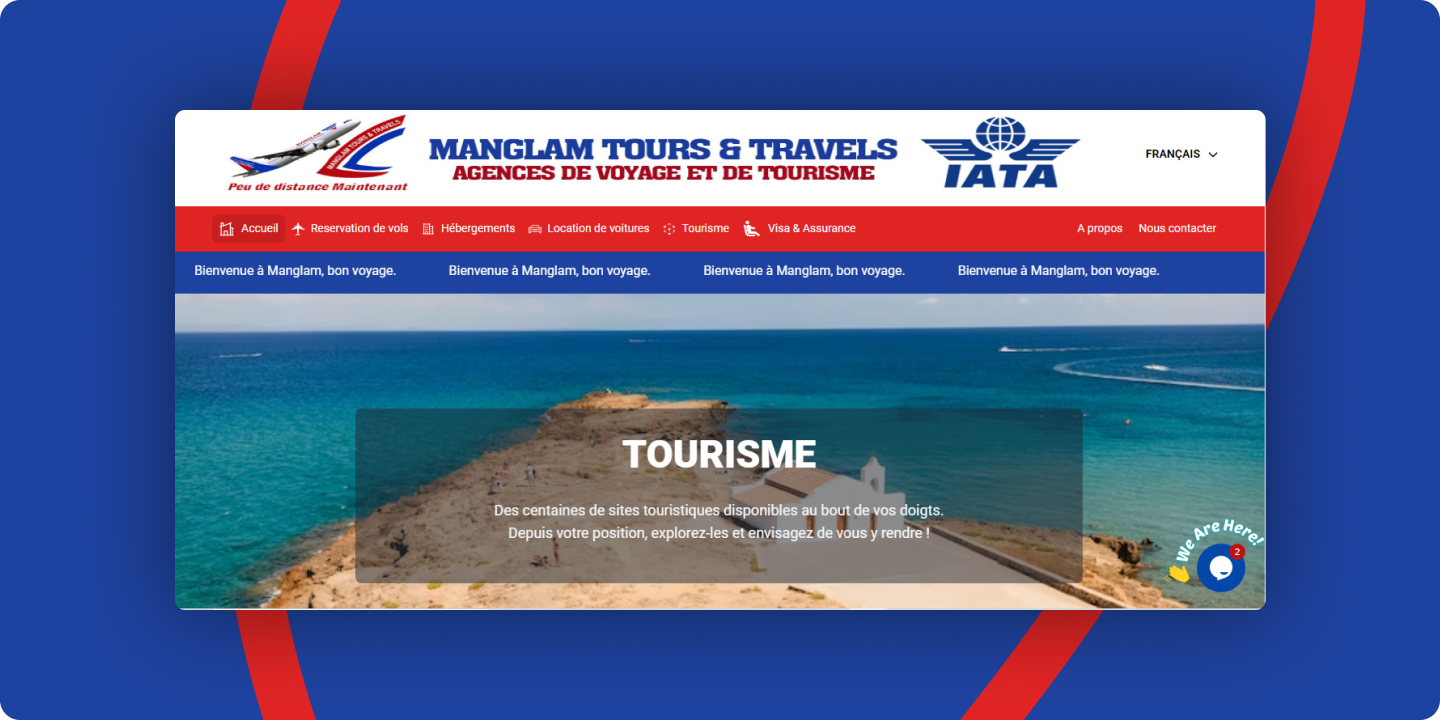 MANGLAM TOURS & TRAVELS
Peu de distance Maintenant
MANGLAM TOURS & TRAVELS
AGENCES DE VOYAGE ET DE TOURISME
IATA
FRANÇAIS
Accueil
Reservation de vols
Hébergements
Location de voitures
Tourisme
Visa & Assurance
A propos
Nous contacter
Bienvenue à Manglam, bon voyage.
Bienvenue à Manglam, bon voyage.
Bienvenue à Manglam, bon voyage.
Bienvenue à Manglam, bon voyage.
TOURISME
Des centaines de sites touristiques disponibles au bout de vos doigts.
Depuis votre position, explorez-les et envisagez de vous y rendre !
We Are Here!
2